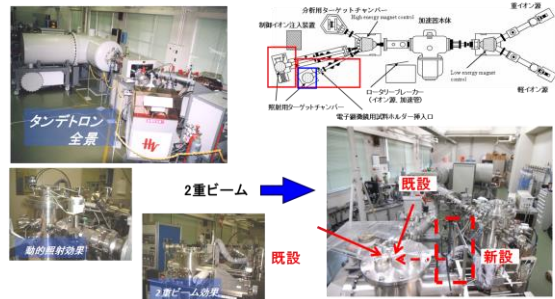 分析用ターゲットチャンバー
High energy magnet control
加速器本体
重イオン源
制御イオン注入装置
Low energy magnet
control
軽イオン源
照射用ターゲットチャンバー
ロータリーブレーカー
(イオン源, 加速管)
電子顕微鏡用試料ホルダー挿入口
タンデトロン
全景
HV
2重ビーム
動的照射効果
2重ビーム効果
既設
既設
新設